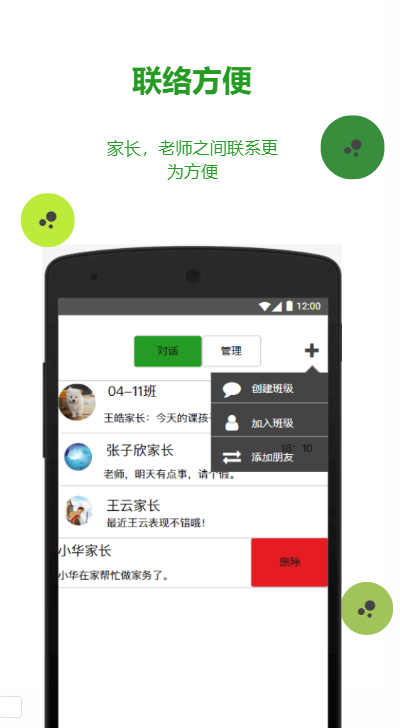 联络方便
家长，老师之间联系更
为方便
12:00
对话
管理
04-11班
王皓家长：今天的课孩子
创建班级
加入班级
添加朋友
张子欣家长
老师，明天有点事，请个假。
王云家长
最近王云表现不错哦！
小华家长
小华在家帮忙做家务了。
删除